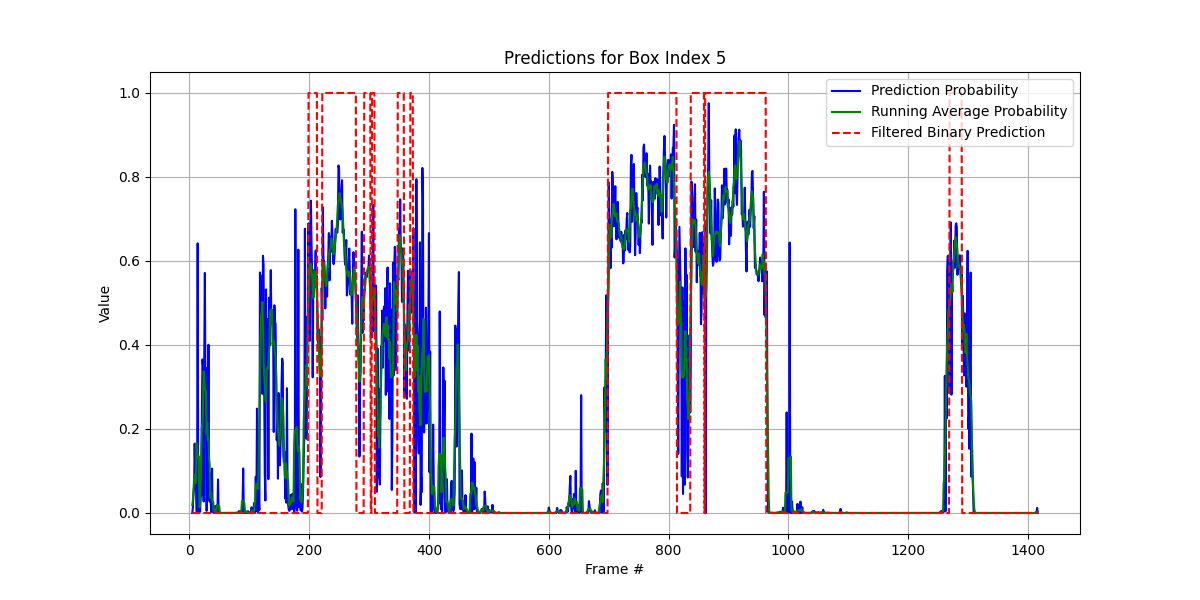 Predictions for Box Index 5
Prediction Probability
Running Average Probability
Filtered Binary Prediction
Value
1.0
0.8
0.6
0.4
0.2
0.0
0
200
400
600
800
1000
1200
1400
Frame #